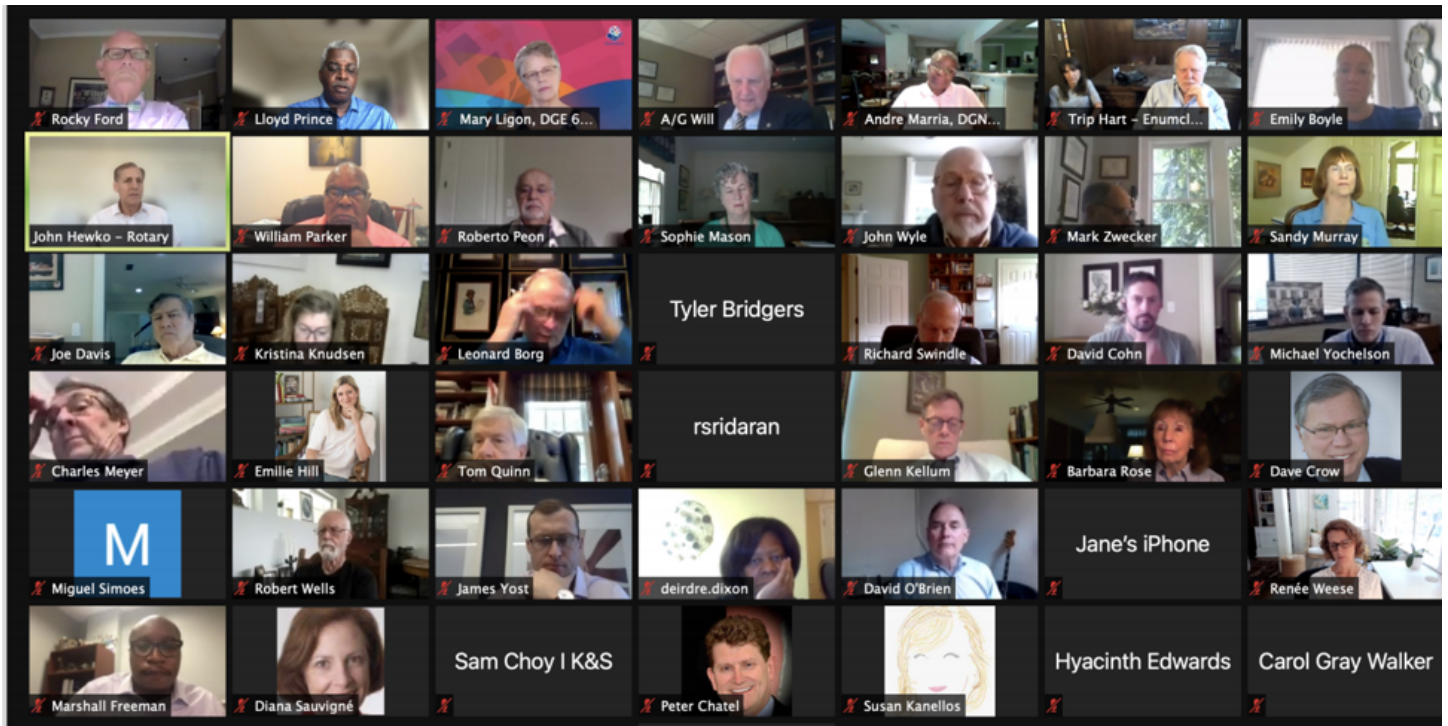 Rocky Ford
Lloyd Prince
Mary Ligon, DGE 6...
A/G Will
Andre Marria, DGN...
Trip Hart – Enumcl...
Emily Boyle
John Hewko – Rotary
William Parker
Roberto Peon
Sophie Mason
John Wyle
Mark Zwecker
Sandy Murray
Joe Davis
Kristina Knudsen
Leonard Borg
Tyler Bridgers
Richard Swindle
David Cohn
Michael Yochelson
Charles Meyer
Emilie Hill
Tom Quinn
rsridaran
Glenn Kellum
Barbara Rose
Dave Crow
M
Miguel Simoes
Robert Wells
James Yost
deirdre.dixon
David O'Brien
Jane's iPhone
Renée Weese
Marshall Freeman
Diana Sauvigné
Sam Choy I K&S
Peter Chatel
Susan Kanellos
Hyacinth Edwards
Carol Gray Walker